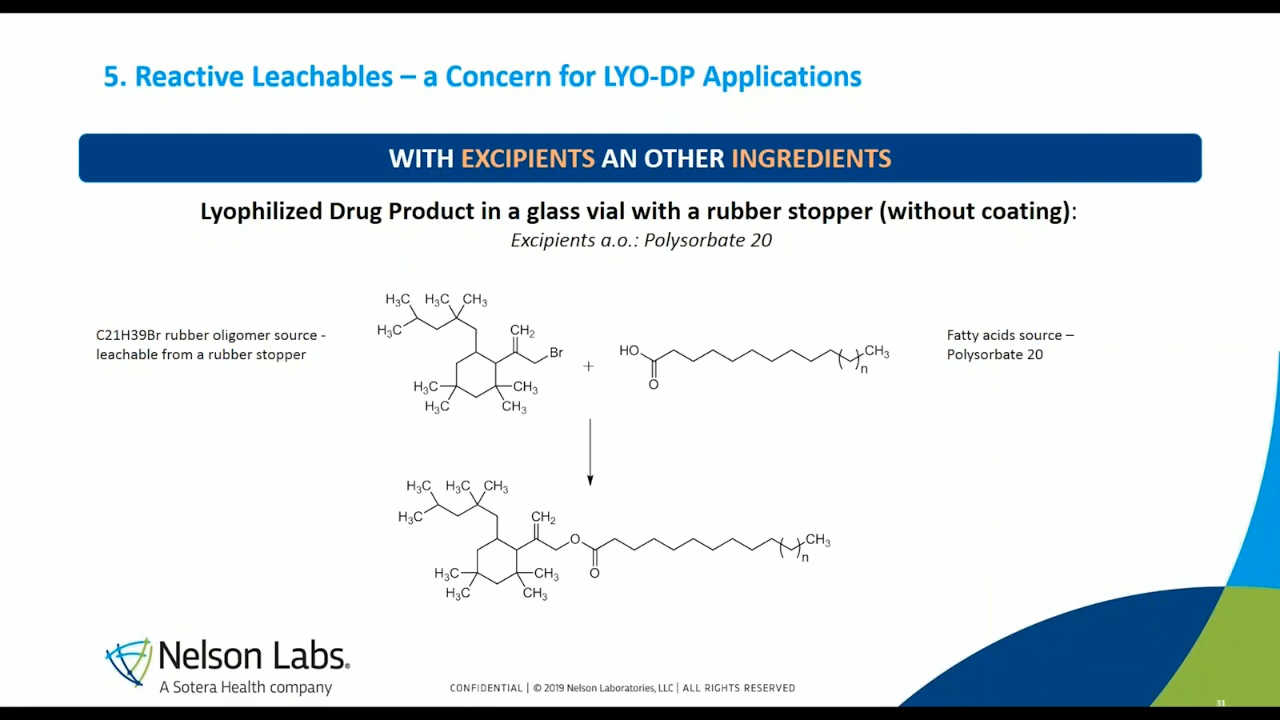 5. Reactive Leachables – a Concern for LYO-DP Applications
WITH EXCIPIENTS AN OTHER INGREDIENTS
Lyophilized Drug Product in a glass vial with a rubber stopper (without coating):
Excipients a.o.: Polysorbate 20
C21H39Br rubber oligomer source -
leachable from a rubber stopper
H₃C H₃C CH₃
H₃C
CH₂
Br
H₃C CH₃
H₃C CH₃
+
HO
O
CH₃
n
Fatty acids source –
Polysorbate 20
H₃C H₃C CH₃
H₃C
CH₂
O
O
H₃C CH₃
H₃C CH₃
CH₃
n
Nelson Labs®
A Sotera Health company
CONFIDENTIAL | © 2019 Nelson Laboratories, LLC | ALL RIGHTS RESERVED
31